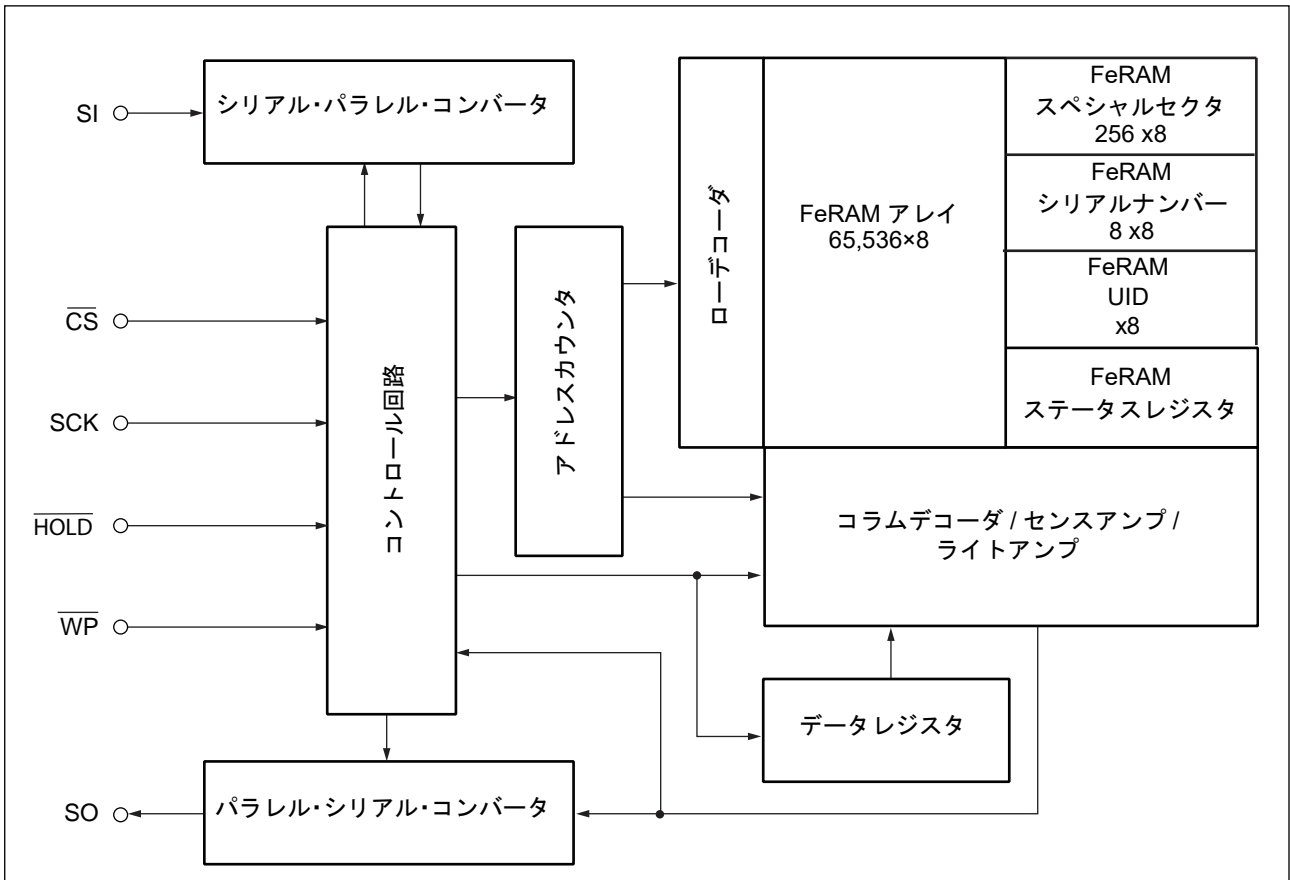 シリアル・パラレル・コンバータ
SI
FeRAM
スペシャルセクタ
256 x8
FeRAM
シリアルナンバー
8 x8
FeRAM
UID
x8
FeRAM
ステータスレジスタ
ローデコーダ
FeRAM アレイ
65,536×8
アドレスカウンタ
コントロール回路
CS
SCK
HOLD
WP
コラムデコーダ / センスアンプ /
ライトアンプ
データレジスタ
パラレル・シリアル・コンバータ
SO